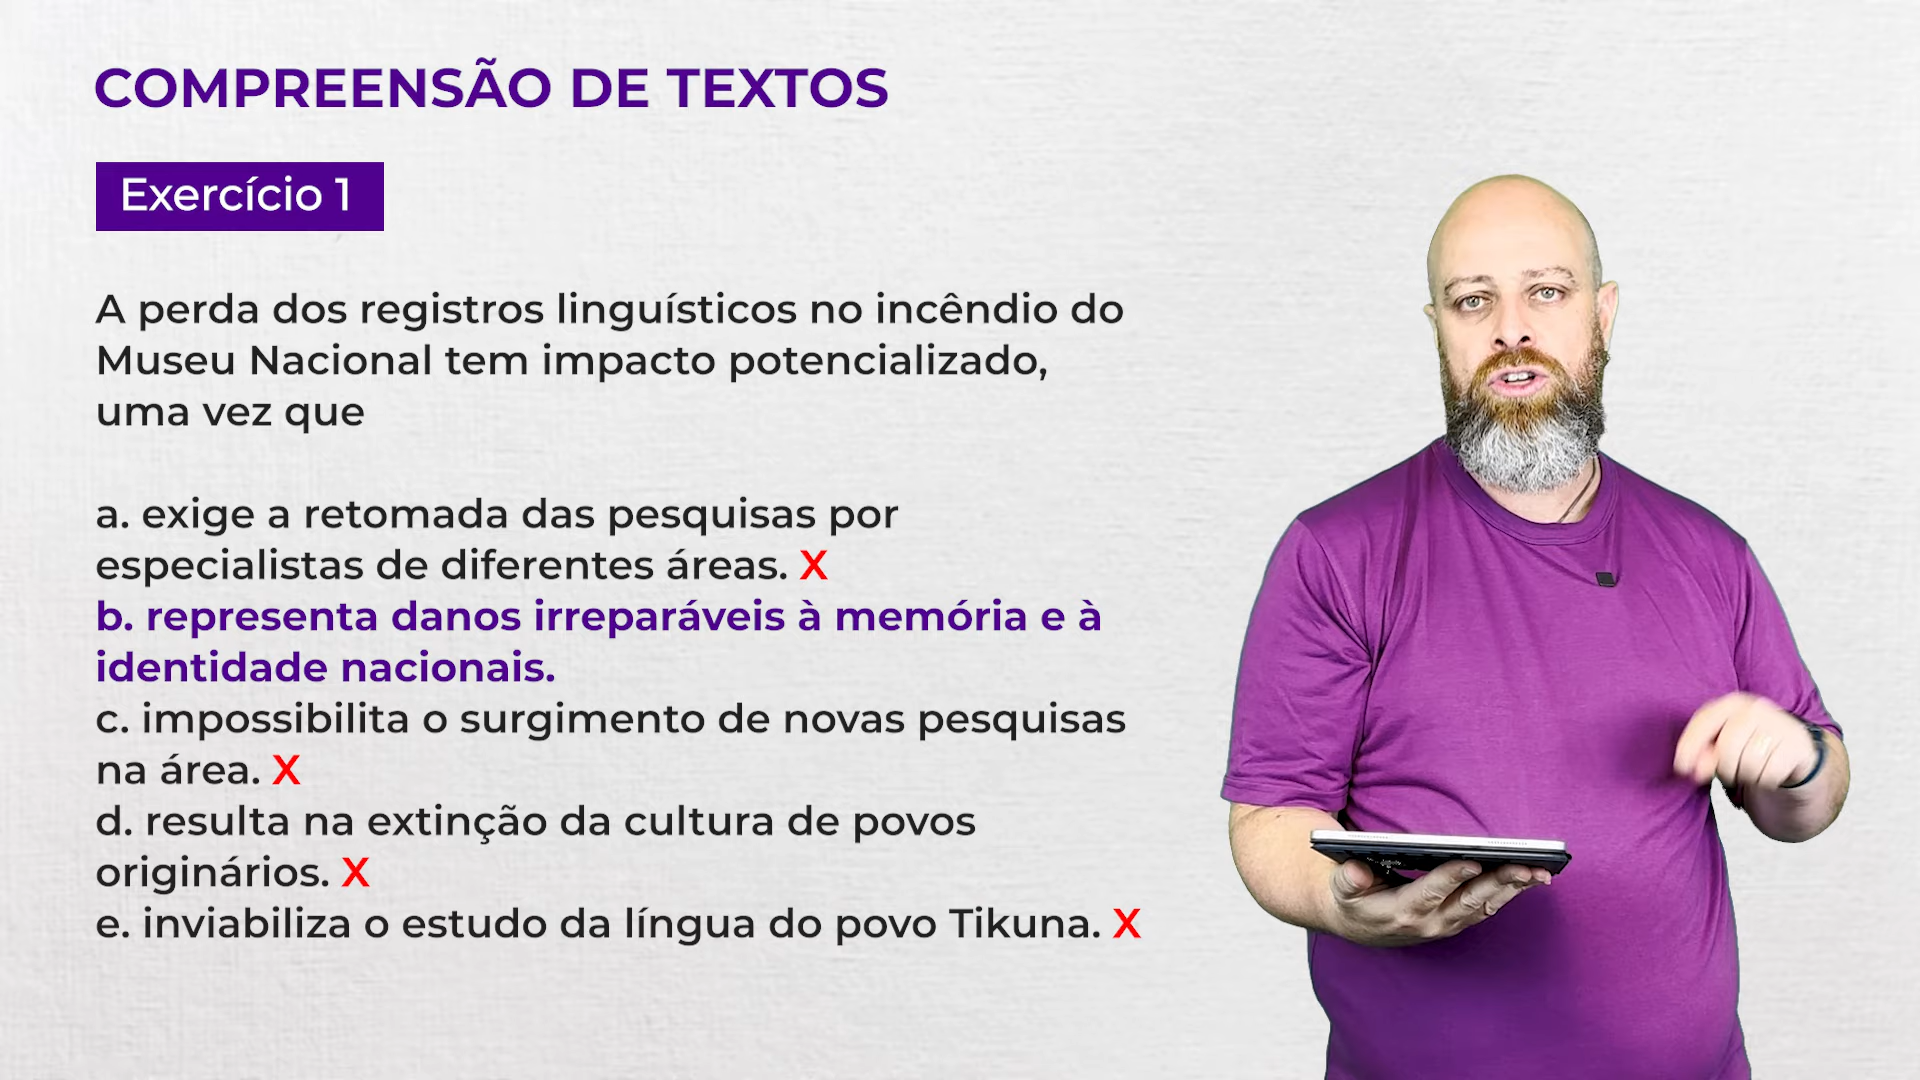 COMPREENSÃO DE TEXTOS
Exercício 1
A perda dos registros linguísticos no incêndio do
Museu Nacional tem impacto potencializado,
uma vez que
a. exige a retomada das pesquisas por
especialistas de diferentes áreas. X
b. representa danos irreparáveis à memória e à
identidade nacionais.
c. impossibilita o surgimento de novas pesquisas
na área. X
d. resulta na extinção da cultura de povos
originários. X
e. inviabiliza o estudo da língua do povo Tikuna. X